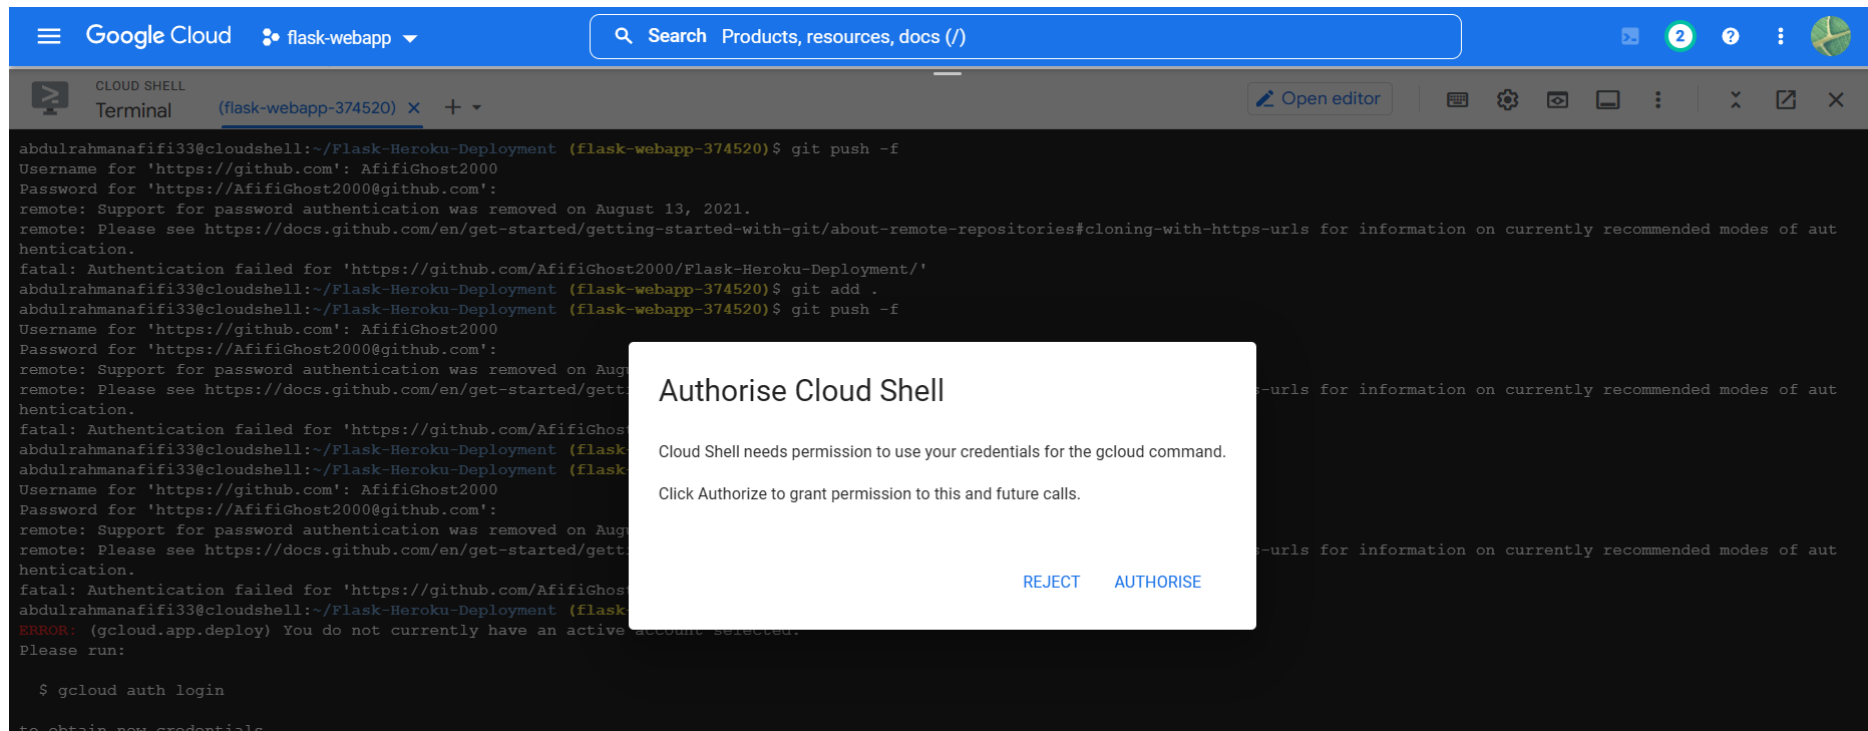 Google Cloud flask-webapp Search Products, resources, docs (/) 2
CLOUD SHELL
Terminal (flask-webapp-374520) Open editor
abdulrahmanafifi33@cloudshell:~/Flask-Heroku-Deployment (flask-webapp-374520)$ git push -f
Username for 'https://github.com': AfifiGhost2000
Password for 'https://AfifiGhost2000@github.com':
remote: Support for password authentication was removed on August 13, 2021.
remote: Please see https://docs.github.com/en/get-started/getting-started-with-git/about-remote-repositories#cloning-with-https-urls for information on currently recommended modes of aut
hentication.
fatal: Authentication failed for 'https://github.com/AfifiGhost2000/Flask-Heroku-Deployment/'
abdulrahmanafifi33@cloudshell:~/Flask-Heroku-Deployment (flask-webapp-374520)$ git add .
abdulrahmanafifi33@cloudshell:~/Flask-Heroku-Deployment (flask-webapp-374520)$ git push -f
Username for 'https://github.com': AfifiGhost2000
Password for 'https://AfifiGhost2000@github.com':
remote: Support for password authentication was removed on Aug
remote: Please see https://docs.github.com/en/get-started/gett s-urls for information on currently recommended modes of aut
hentication.
fatal: Authentication failed for 'https://github.com/AfifiGhos
abdulrahmanafifi33@cloudshell:~/Flask-Heroku-Deployment (flask
abdulrahmanafifi33@cloudshell:~/Flask-Heroku-Deployment (flask
Username for 'https://github.com': AfifiGhost2000
Password for 'https://AfifiGhost2000@github.com':
remote: Support for password authentication was removed on Aug
remote: Please see https://docs.github.com/en/get-started/gett s-urls for information on currently recommended modes of aut
hentication.
fatal: Authentication failed for 'https://github.com/AfifiGhos
abdulrahmanafifi33@cloudshell:~/Flask-Heroku-Deployment (flask
ERROR: (gcloud.app.deploy) You do not currently have an active account selected.
Please run:
$ gcloud auth login
to obtain new credentials
Authorise Cloud Shell
Cloud Shell needs permission to use your credentials for the gcloud command.
Click Authorize to grant permission to this and future calls.
REJECT AUTHORISE